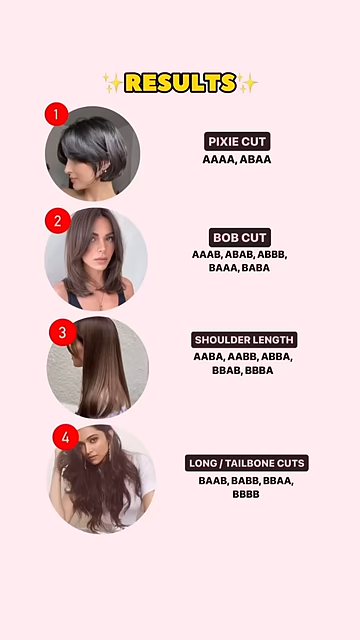 ✨RESULTS✨
1
PIXIE CUT
AAAA, ABAA
2
BOB CUT
AAAB, ABAB, ABBB,
BAAA, BABA
3
SHOULDER LENGTH
AABA, AABB, ABBA,
BBAB, BBBA
4
LONG / TAILBONE CUTS
BAAB, BABB, BBAA,
BBBB